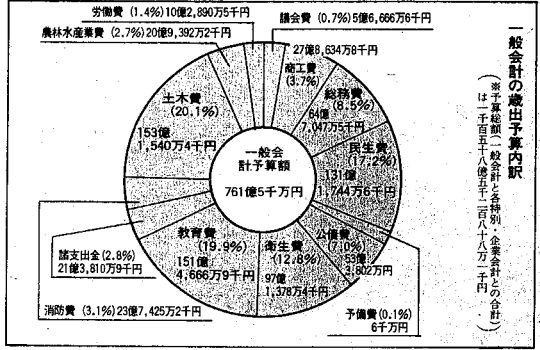 一般会計の歳出予算内訳
(※予算総額(一般会計と各特別・企業会計との合計)
は一千百五十八億五千二百八十八万一千円)
労働費 (1.4%)10億2,890万5千円
議会費 (0.7%)5億6,666万6千円
農林水産業費 (2.7%)20億9,392万2千円
27億8,634万8千円
商工費
(3.7%)
総務費
(8.5%)
64億
7,047万5千円
民生費
(17.2%)
131億
1,744万6千円
公債費
(7.0%)
53億
3,802万円
予備費 (0.1%)
6千万円
衛生費
(12.8%)
97億
1,378万4千円
教育費
(19.9%)
151億
4,666万9千円
消防費 (3.1%)23億7,425万2千円
諸支出金 (2.8%)
21億3,810万9千円
土木費
(20.1%)
153億
1,540万4千円
一般会
計予算額
761億5千万円